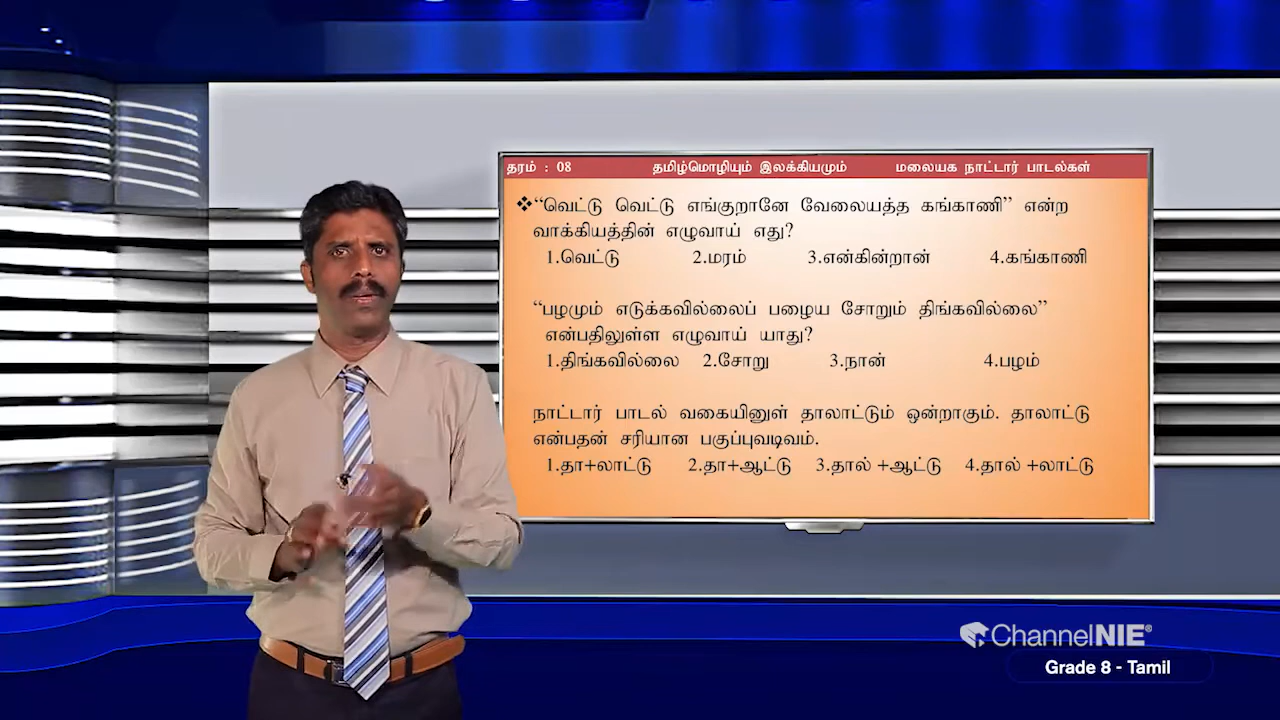 தரம் : 08 தமிழ்மொழியும் இலக்கியமும் மலையக நாட்டார் பாடல்கள்
❖“வெட்டு வெட்டு எங்குறானே வேலையத்த கங்காணி” என்ற
வாக்கியத்தின் எழுவாய் எது?
1.வெட்டு 2.மரம் 3.என்கின்றான் 4.கங்காணி
“பழமும் எடுக்கவில்லைப் பழைய சோறும் திங்கவில்லை”
என்பதிலுள்ள எழுவாய் யாது?
1.திங்கவில்லை 2.சோறு 3.நான் 4.பழம்
நாட்டார் பாடல் வகையினுள் தாலாட்டும் ஒன்றாகும். தாலாட்டு
என்பதன் சரியான பகுப்புவடிவம்.
1.தா+லாட்டு 2.தா+ஆட்டு 3.தால் +ஆட்டு 4.தால் +லாட்டு
ChannelNIE®
Grade 8 - Tamil